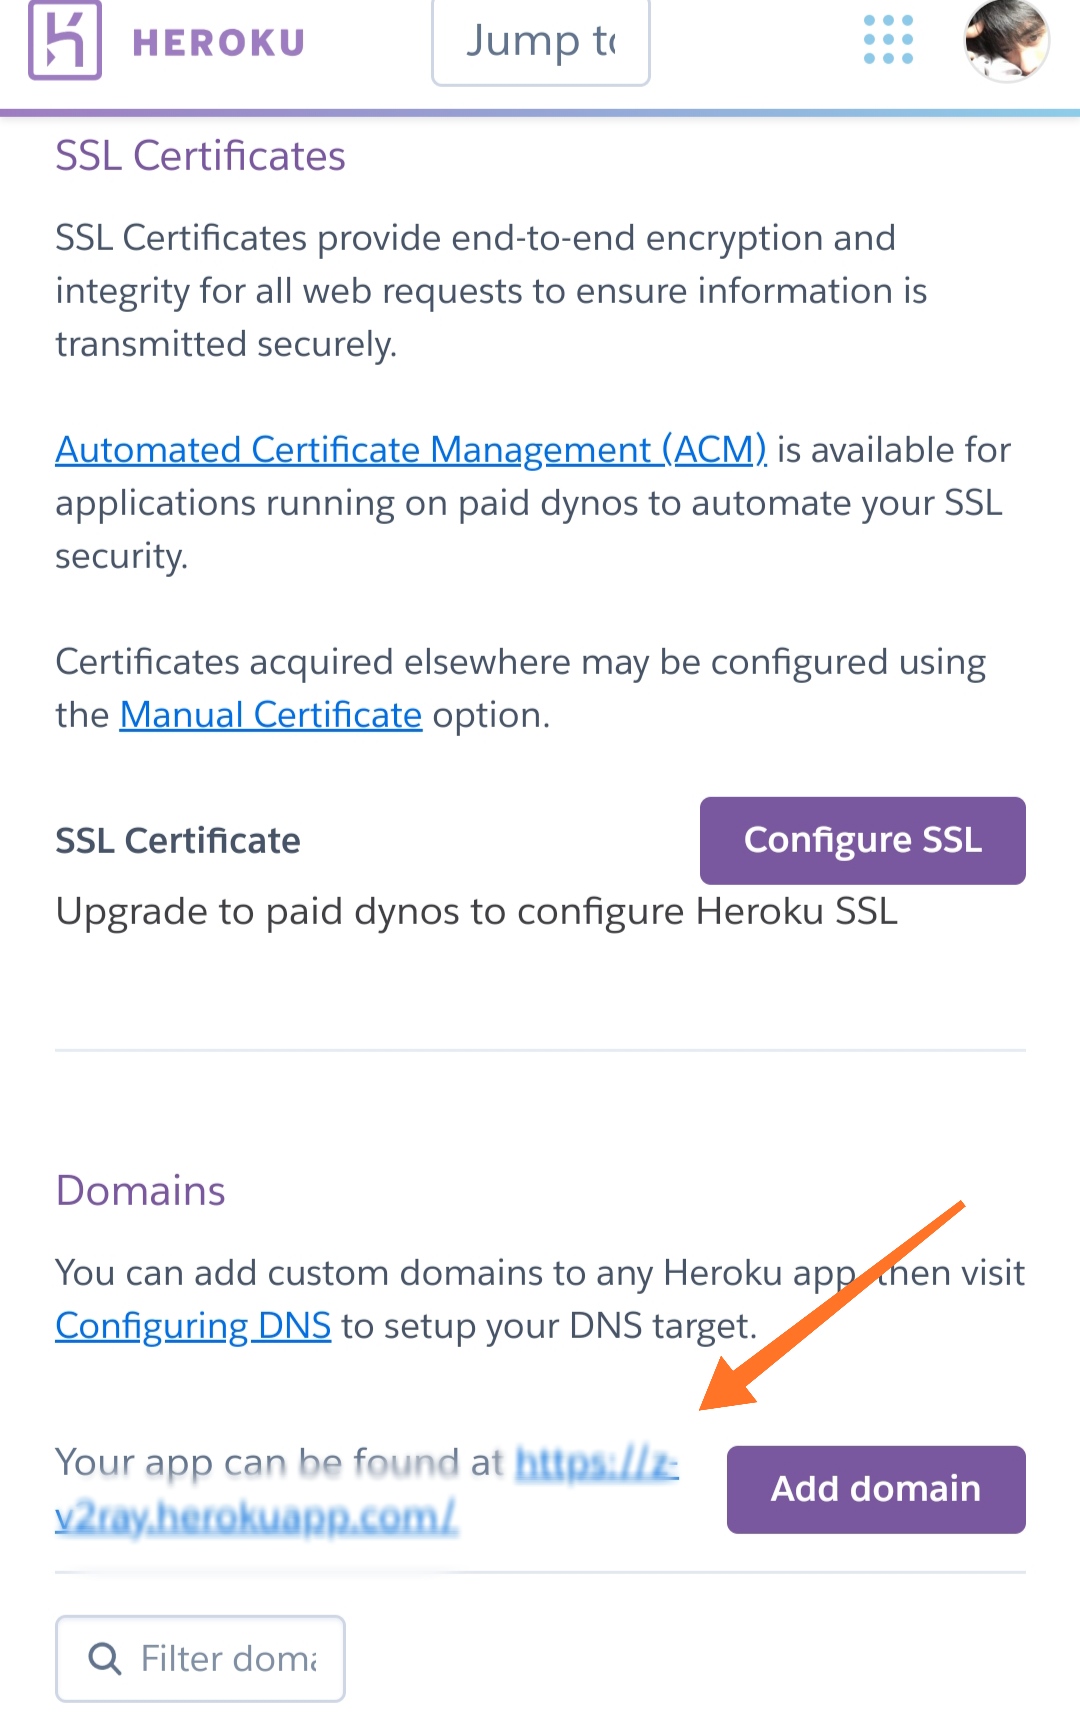 HEROKU
Jump to
SSL Certificates
SSL Certificates provide end-to-end encryption and
integrity for all web requests to ensure information is
transmitted securely.
Automated Certificate Management (ACM) is available for
applications running on paid dynos to automate your SSL
security.
Certificates acquired elsewhere may be configured using
the Manual Certificate option.
SSL Certificate
Configure SSL
Upgrade to paid dynos to configure Heroku SSL
Domains
You can add custom domains to any Heroku app, then visit
Configuring DNS to setup your DNS target.
Your app can be found at https://z-
v2ray.herokuapp.com/
Add domain
Filter doma